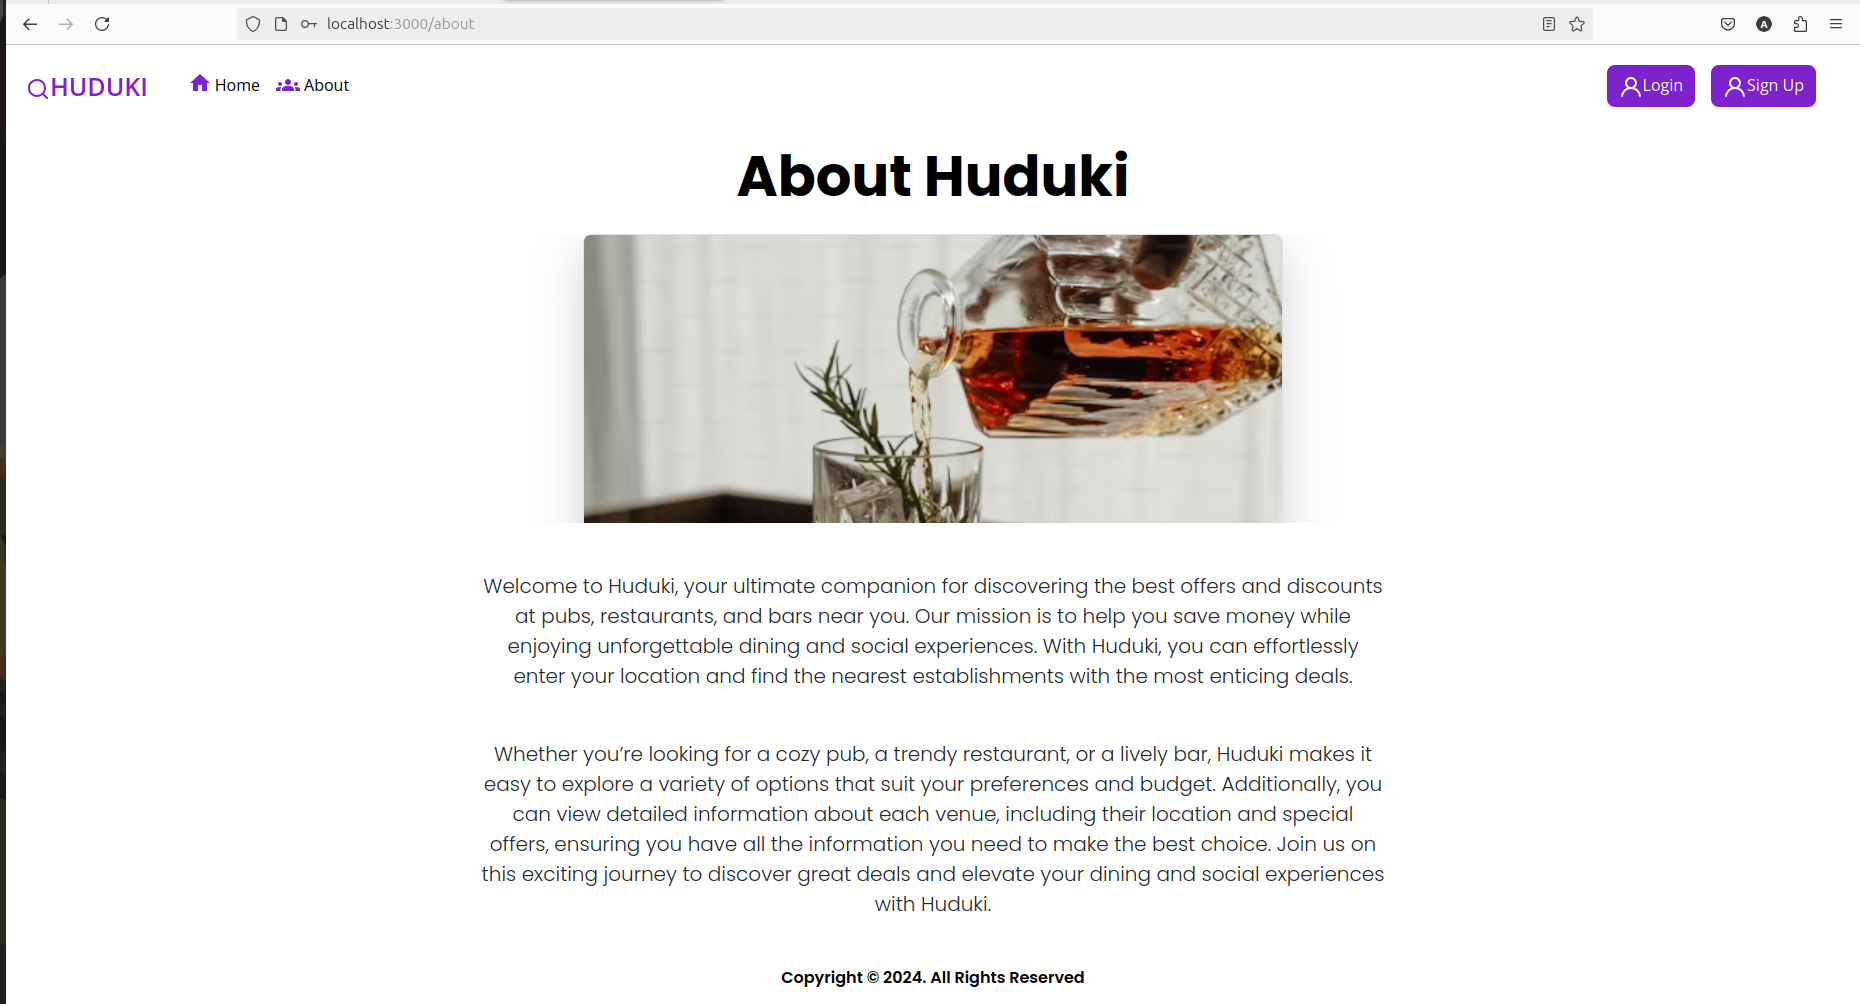 localhost:3000/about
HUDUKI
Home
About
Login
Sign Up
About Huduki
Welcome to Huduki, your ultimate companion for discovering the best offers and discounts
at pubs, restaurants, and bars near you. Our mission is to help you save money while
enjoying unforgettable dining and social experiences. With Huduki, you can effortlessly
enter your location and find the nearest establishments with the most enticing deals.
Whether you’re looking for a cozy pub, a trendy restaurant, or a lively bar, Huduki makes it
easy to explore a variety of options that suit your preferences and budget. Additionally, you
can view detailed information about each venue, including their location and special
offers, ensuring you have all the information you need to make the best choice. Join us on
this exciting journey to discover great deals and elevate your dining and social experiences
with Huduki.
Copyright © 2024. All Rights Reserved